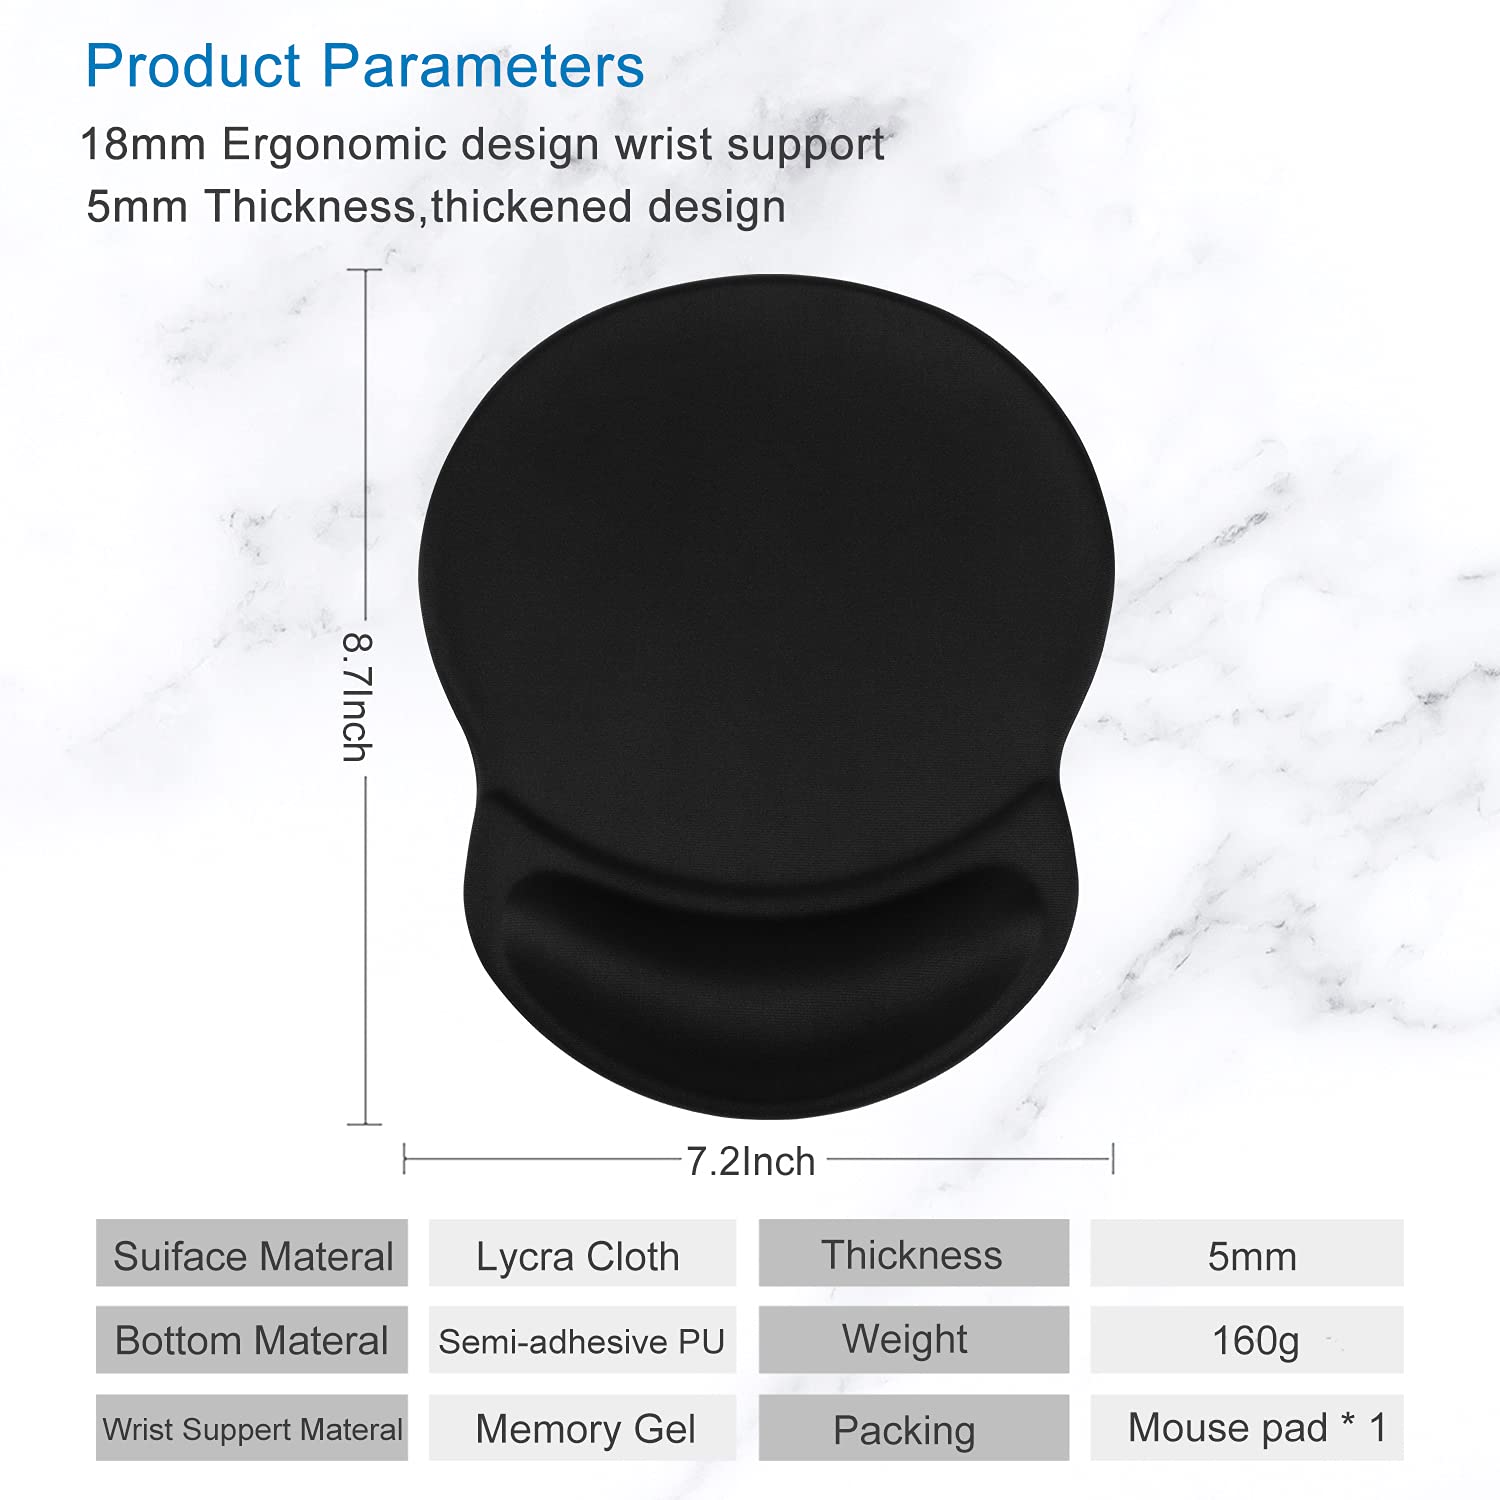 Product Parameters
18mm Ergonomic design wrist support
5mm Thickness,thickened design
8.7Inch
7.2Inch
Suiface Materal Lycra Cloth Thickness 5mm
Bottom Materal Semi-adhesive PU Weight 160g
Wrist Suppert Materal Memory Gel Packing Mouse pad * 1